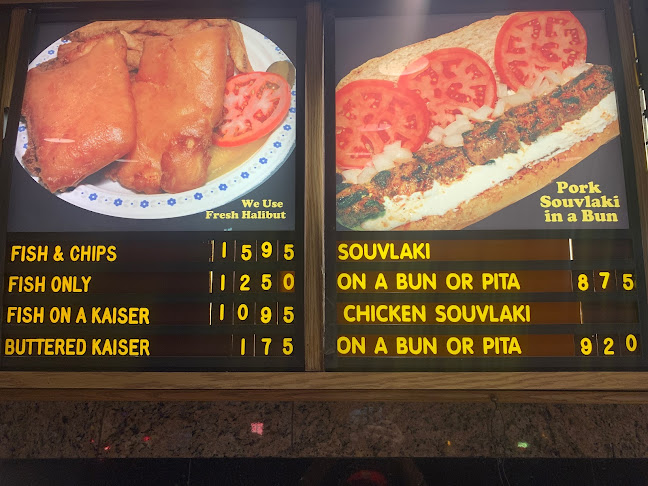 We Use
Fresh Halibut
FISH & CHIPS 1595
FISH ONLY 1250
FISH ON A KAISER 1095
BUTTERED KAISER 175
Pork
Souvlaki
in a Bun
SOUVLAKI
ON A BUN OR PITA 875
CHICKEN SOUVLAKI
ON A BUN OR PITA 920